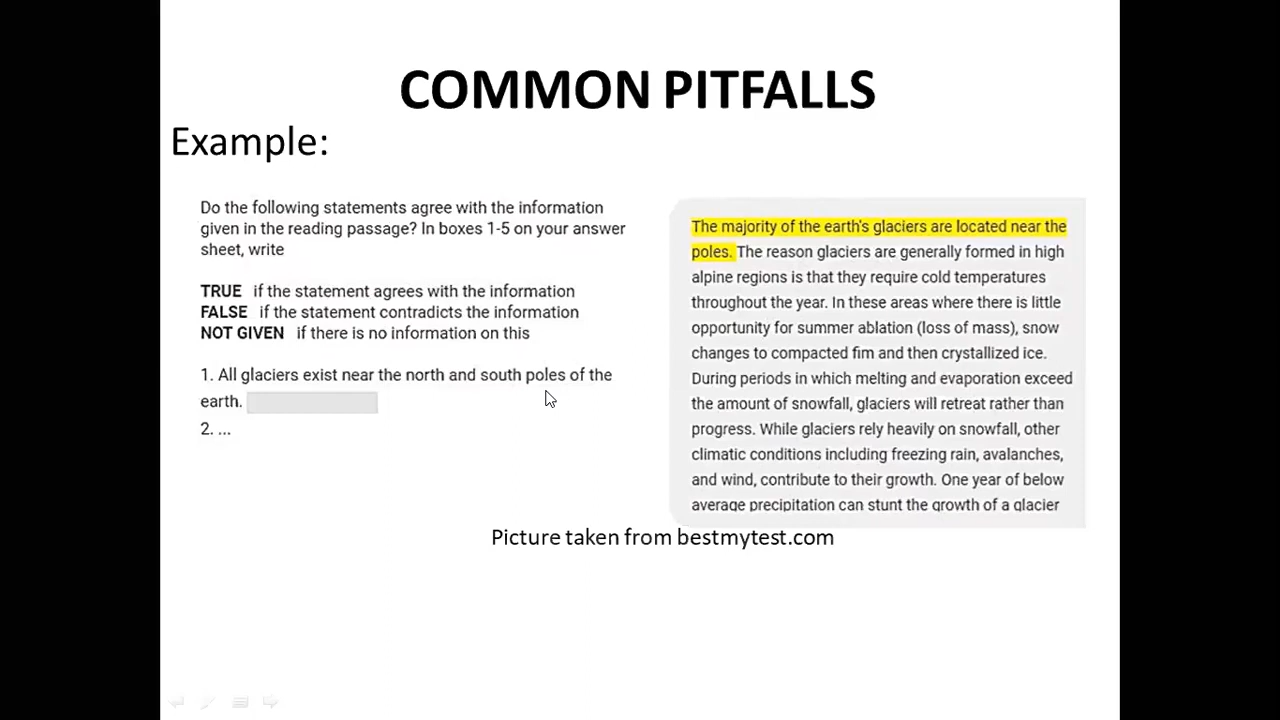 COMMON PITFALLS
Example:
Do the following statements agree with the information
given in the reading passage? In boxes 1-5 on your answer
sheet, write
TRUE if the statement agrees with the information
FALSE if the statement contradicts the information
NOT GIVEN if there is no information on this
1. All glaciers exist near the north and south poles of the
earth.
2. ...
The majority of the earth's glaciers are located near the
poles. The reason glaciers are generally formed in high
alpine regions is that they require cold temperatures
throughout the year. In these areas where there is little
opportunity for summer ablation (loss of mass), snow
changes to compacted fim and then crystallized ice.
During periods in which melting and evaporation exceed
the amount of snowfall, glaciers will retreat rather than
progress. While glaciers rely heavily on snowfall, other
climatic conditions including freezing rain, avalanches,
and wind, contribute to their growth. One year of below
average precipitation can stunt the growth of a glacier
Picture taken from bestmytest.com